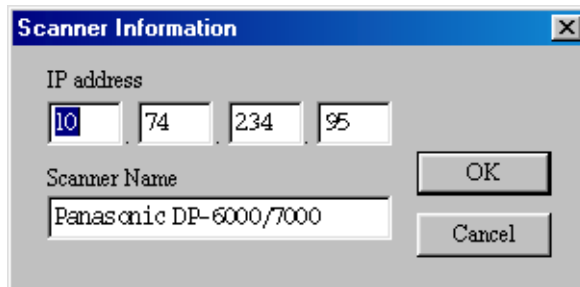 Scanner Information
IP address
10 . 74 . 234 . 95
Scanner Name
Panasonic DP-6000/7000
OK
Cancel